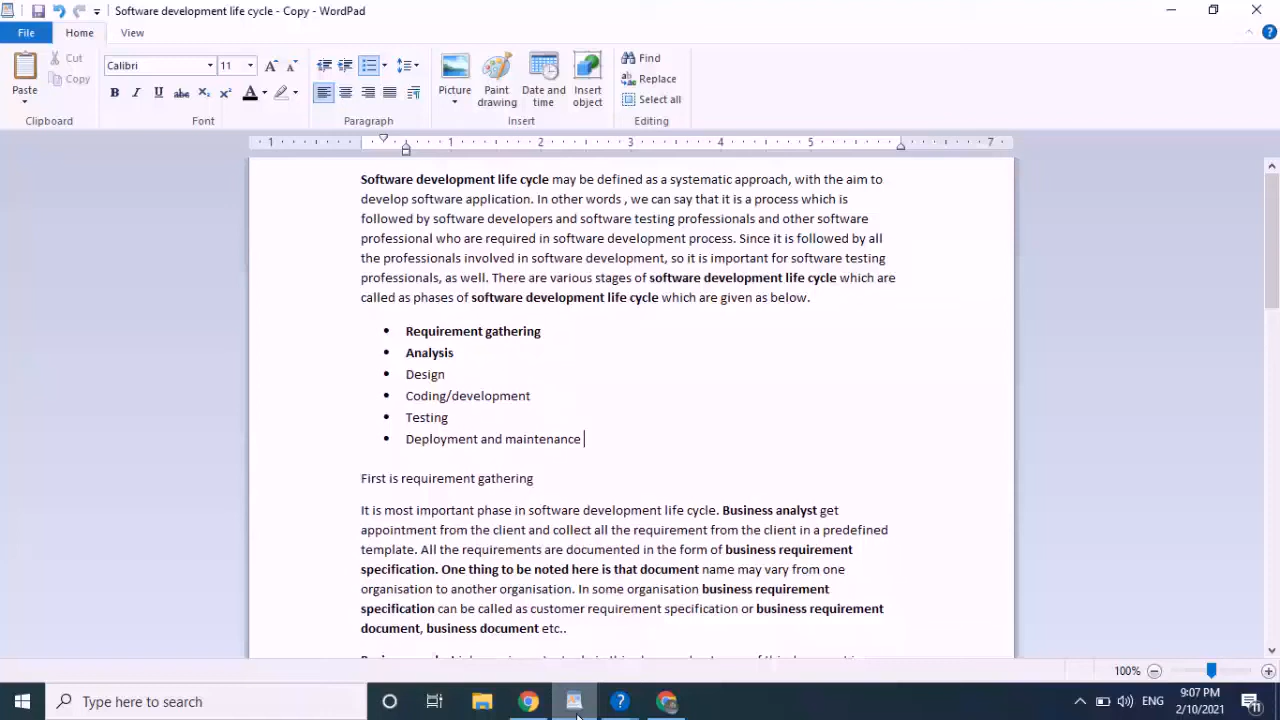 Software development life cycle - Copy - WordPad
File Home View
Paste
Cut
Copy
Clipboard
Calibri 11
B I U abc X₂ X² A
Font
Paragraph
Picture
Paint drawing
Date and time
Insert object
Insert
Find
Replace
Select all
Editing
1 1 2 3 4 5 7
Software development life cycle may be defined as a systematic approach, with the aim to
develop software application. In other words , we can say that it is a process which is
followed by software developers and software testing professionals and other software
professional who are required in software development process. Since it is followed by all
the professionals involved in software development, so it is important for software testing
professionals, as well. There are various stages of software development life cycle which are
called as phases of software development life cycle which are given as below.
• Requirement gathering
• Analysis
• Design
• Coding/development
• Testing
• Deployment and maintenance
First is requirement gathering
It is most important phase in software development life cycle. Business analyst get
appointment from the client and collect all the requirement from the client in a predefined
template. All the requirements are documented in the form of business requirement
specification. One thing to be noted here is that document name may vary from one
organisation to another organisation. In some organisation business requirement
specification can be called as customer requirement specification or business requirement
document, business document etc..
100%
Type here to search
ENG
9:07 PM
2/10/2021
11